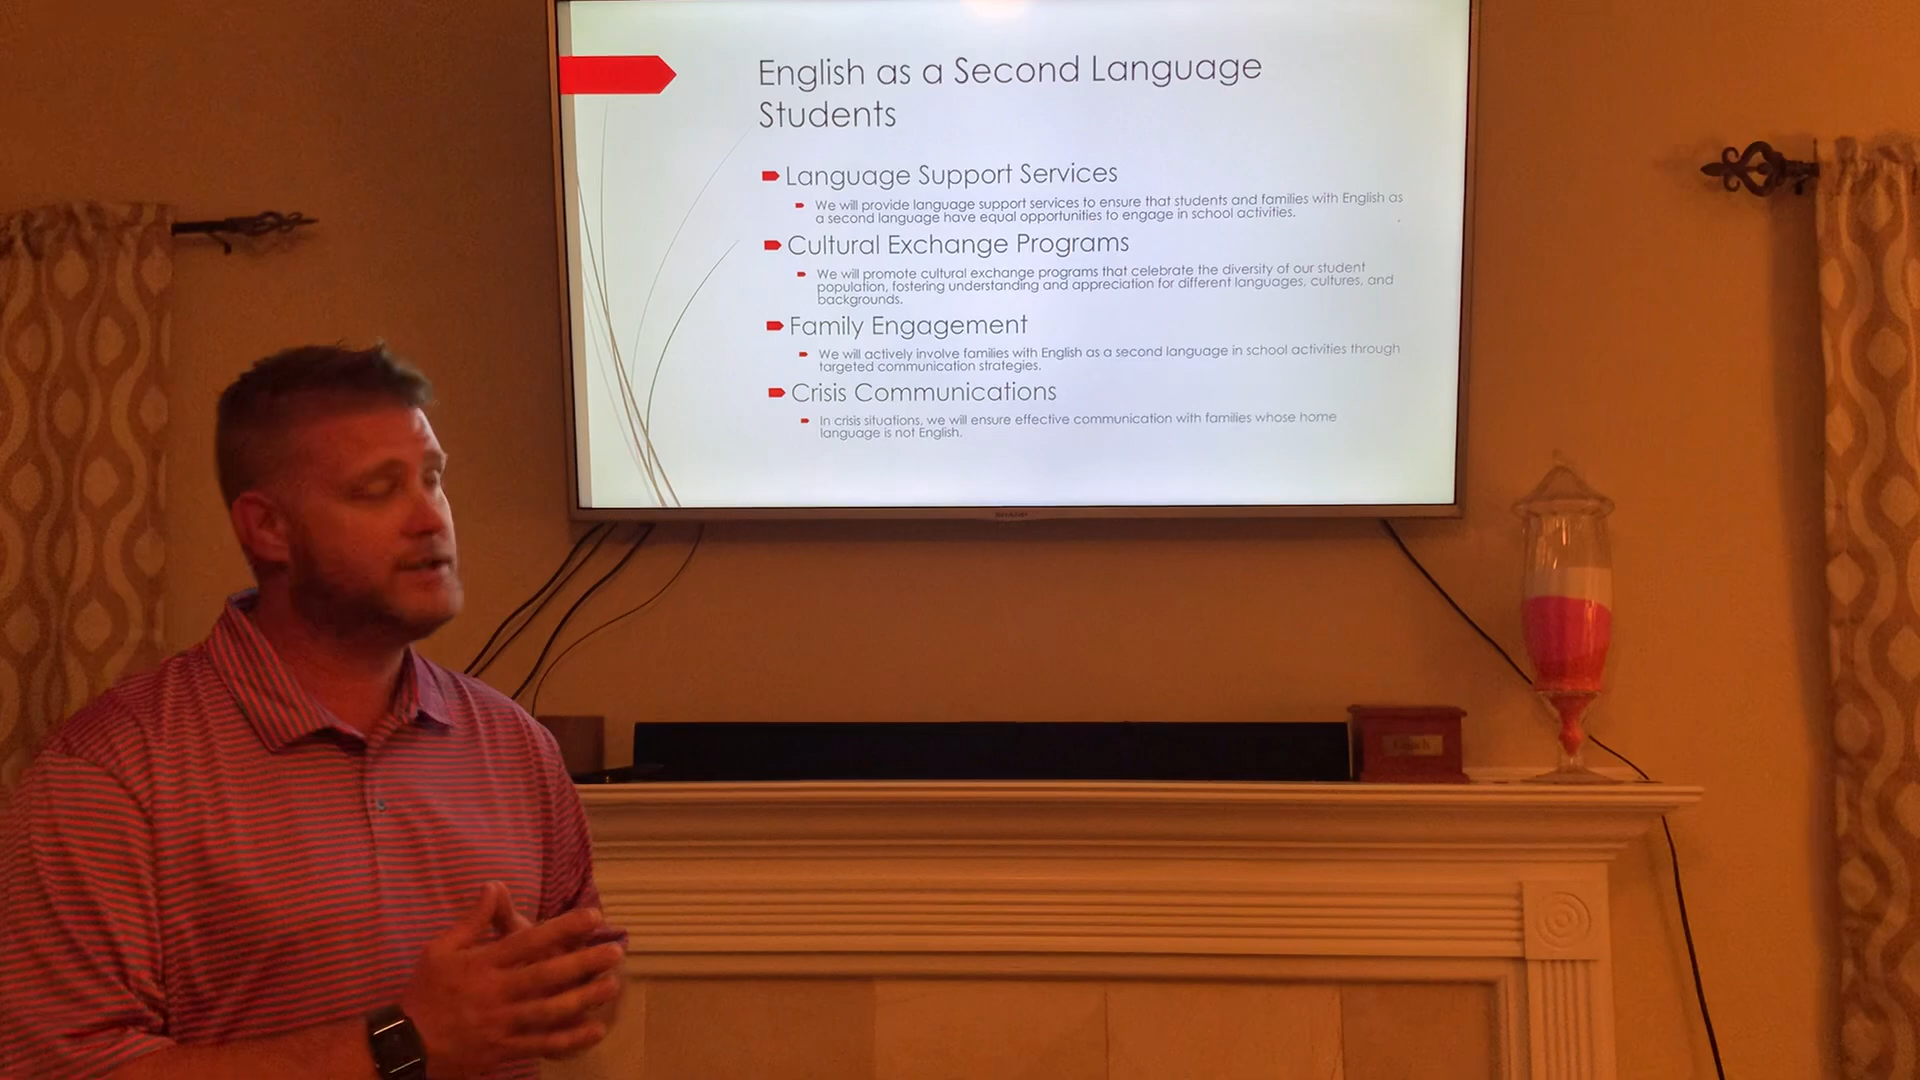 English as a Second Language
Students
Language Support Services
We will provide language support services to ensure that students and families with English as
a second language have equal opportunities to engage in school activities.
Cultural Exchange Programs
We will promote cultural exchange programs that celebrate the diversity of our student
population, fostering understanding and appreciation for different languages, cultures, and
backgrounds.
Family Engagement
We will actively involve families with English as a second language in school activities through
targeted communication strategies.
Crisis Communications
In crisis situations, we will ensure effective communication with families whose home
language is not English.
SHARP